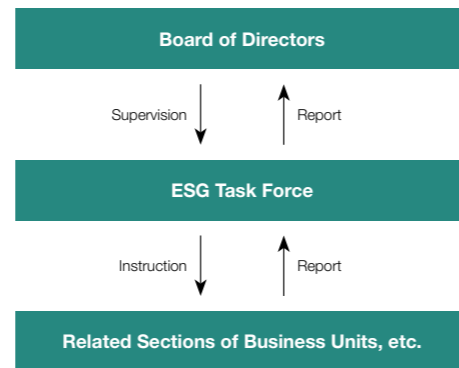 Board of Directors
Supervision
Report
ESG Task Force
Instruction
Report
Related Sections of Business Units, etc.